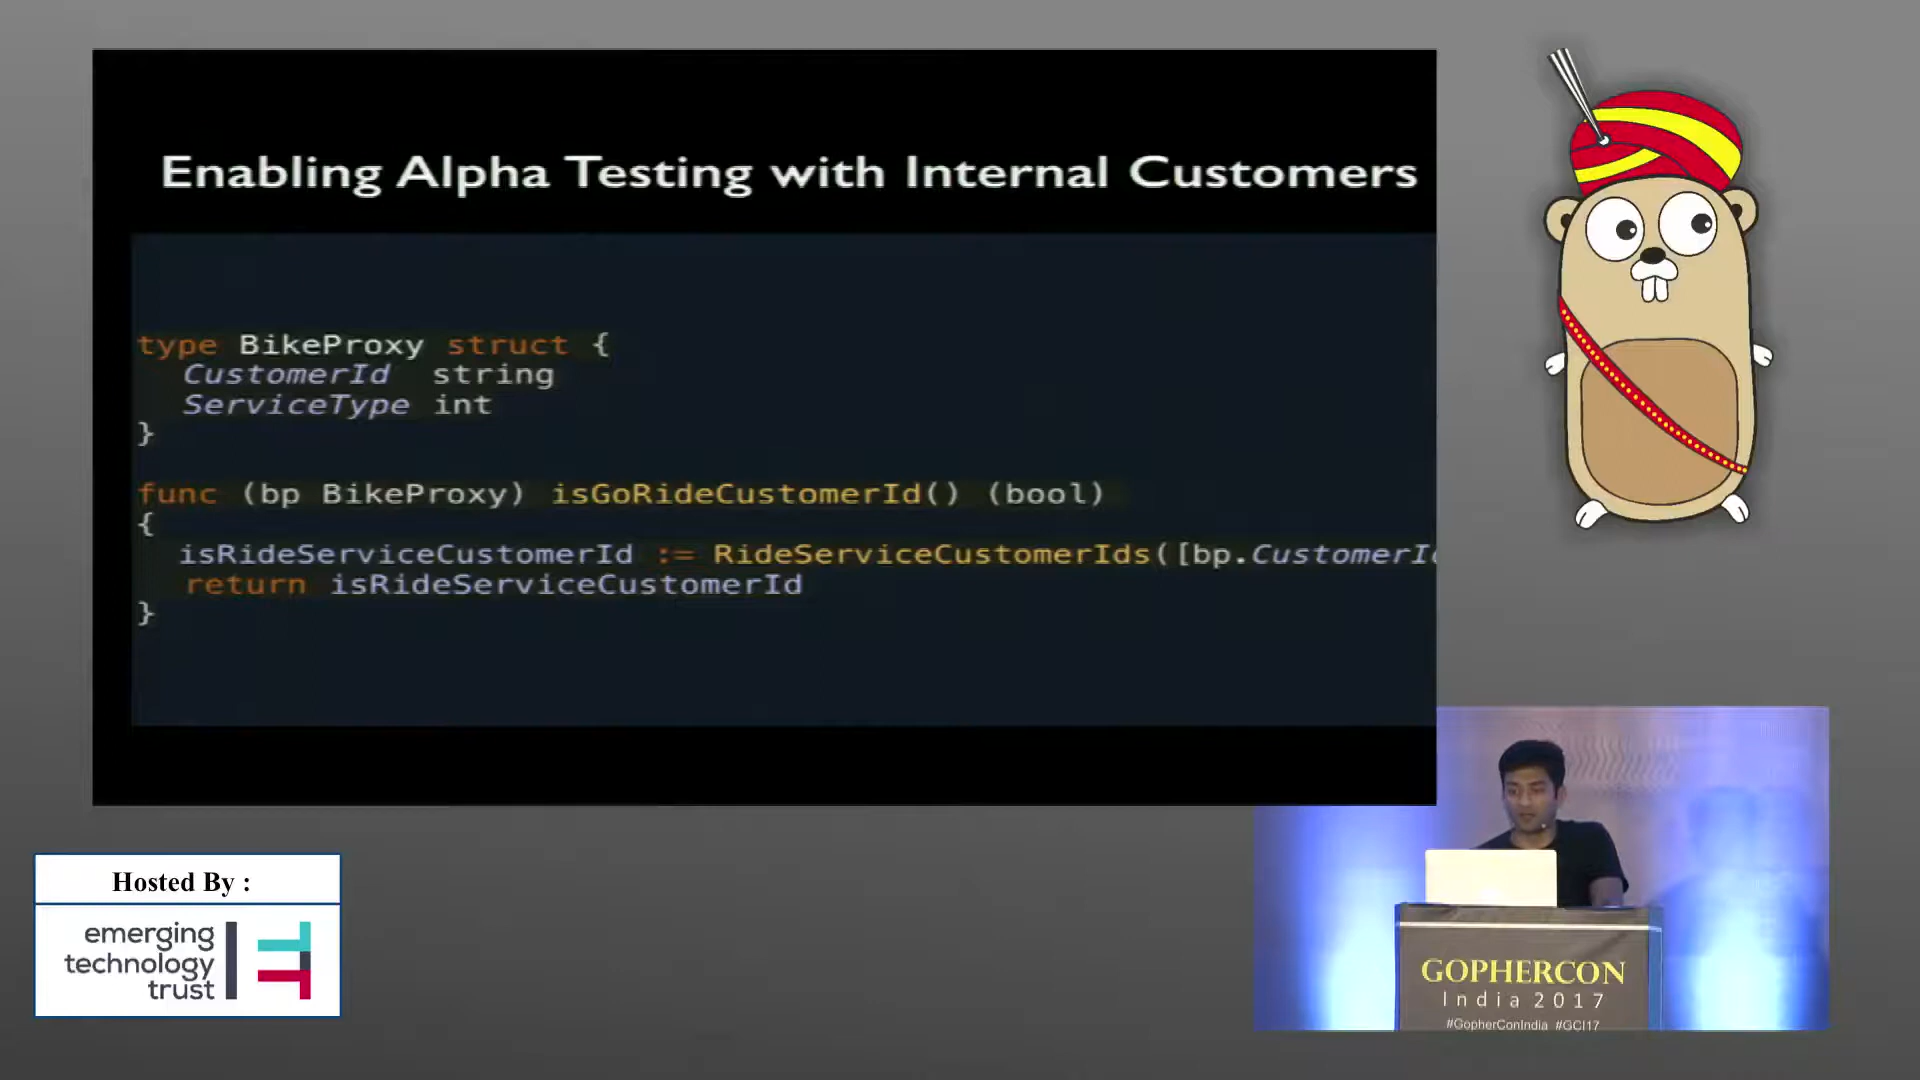 Enabling Alpha Testing with Internal Customers
type BikeProxy struct {
CustomerId string
ServiceType int
}
func (bp BikeProxy) isGoRideCustomerId() (bool)
{
isRideServiceCustomerId := RideServiceCustomerIds([bp.CustomerId
return isRideServiceCustomerId
}
Hosted By :
emerging
technology
trust
GOPHERCON
India 2017
#GopherConIndia #GCI17